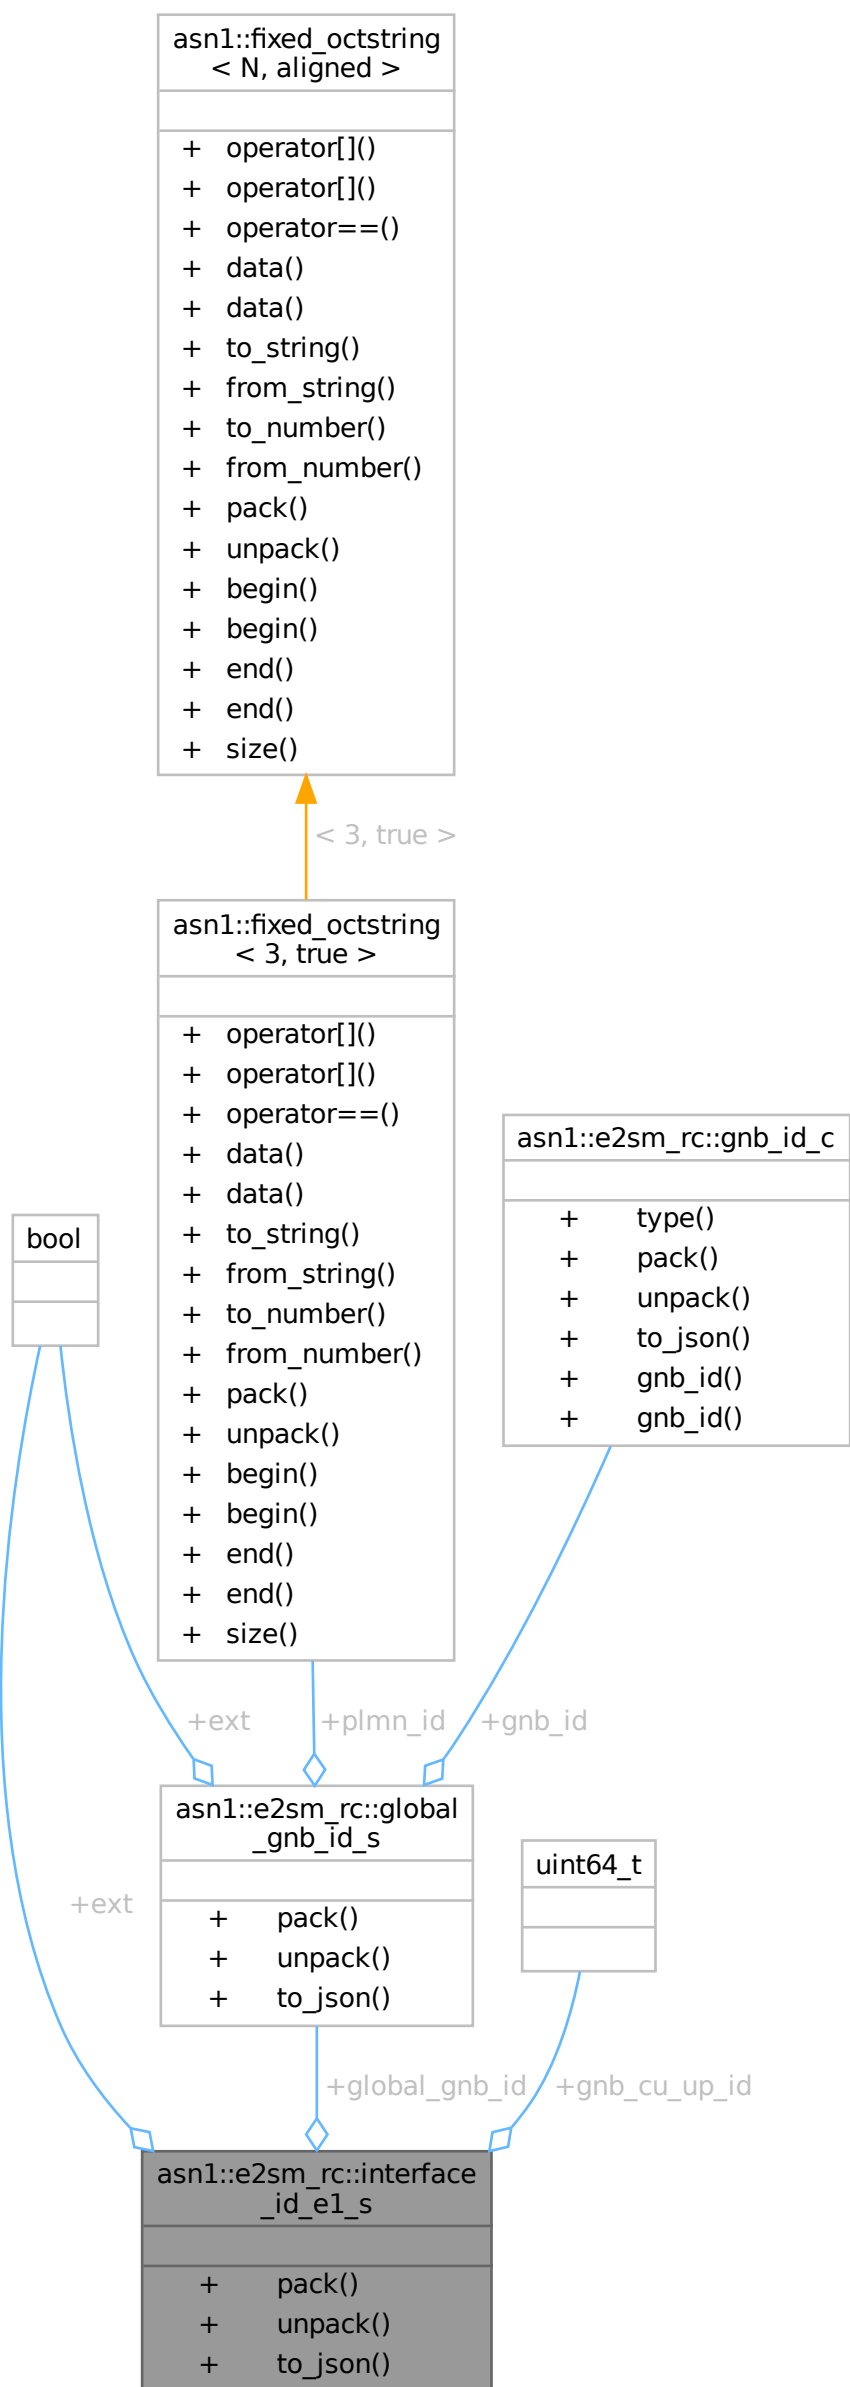 asn1::fixed_octstring
< N, aligned >
+ operator[]()
+ operator[]()
+ operator==()
+ data()
+ data()
+ to_string()
+ from_string()
+ to_number()
+ from_number()
+ pack()
+ unpack()
+ begin()
+ begin()
+ end()
+ end()
+ size()
< 3, true >
asn1::fixed_octstring
< 3, true >
+ operator[]()
+ operator[]()
+ operator==()
+ data()
+ data()
+ to_string()
+ from_string()
+ to_number()
+ from_number()
+ pack()
+ unpack()
+ begin()
+ begin()
+ end()
+ end()
+ size()
asn1::e2sm_rc::gnb_id_c
+ type()
+ pack()
+ unpack()
+ to_json()
+ gnb_id()
+ gnb_id()
bool
+ext
+plmn_id
+gnb_id
asn1::e2sm_rc::global
_gnb_id_s
+ pack()
+ unpack()
+ to_json()
uint64_t
+ext
+global_gnb_id
+gnb_cu_up_id
asn1::e2sm_rc::interface
_id_e1_s
+ pack()
+ unpack()
+ to_json()